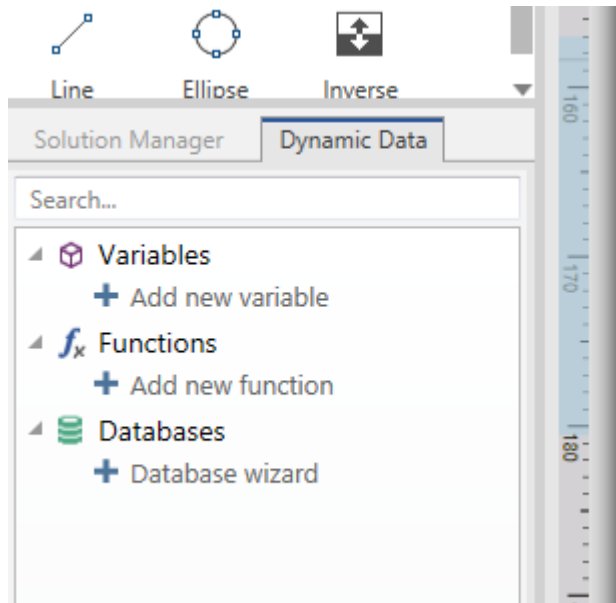 Line Ellipse Inverse
Solution Manager Dynamic Data
Search...
Variables
Add new variable
fx Functions
Add new function
Databases
Database wizard
160
170
180